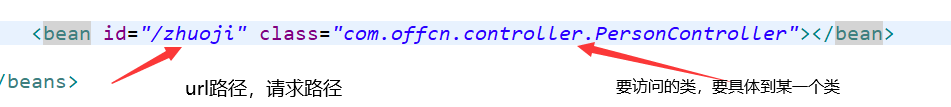 <bean id="/zhuoji" class="com.offcn.controller.PersonController"></bean>
/beans>
url路径，请求路径
要访问的类，要具体到某一个类